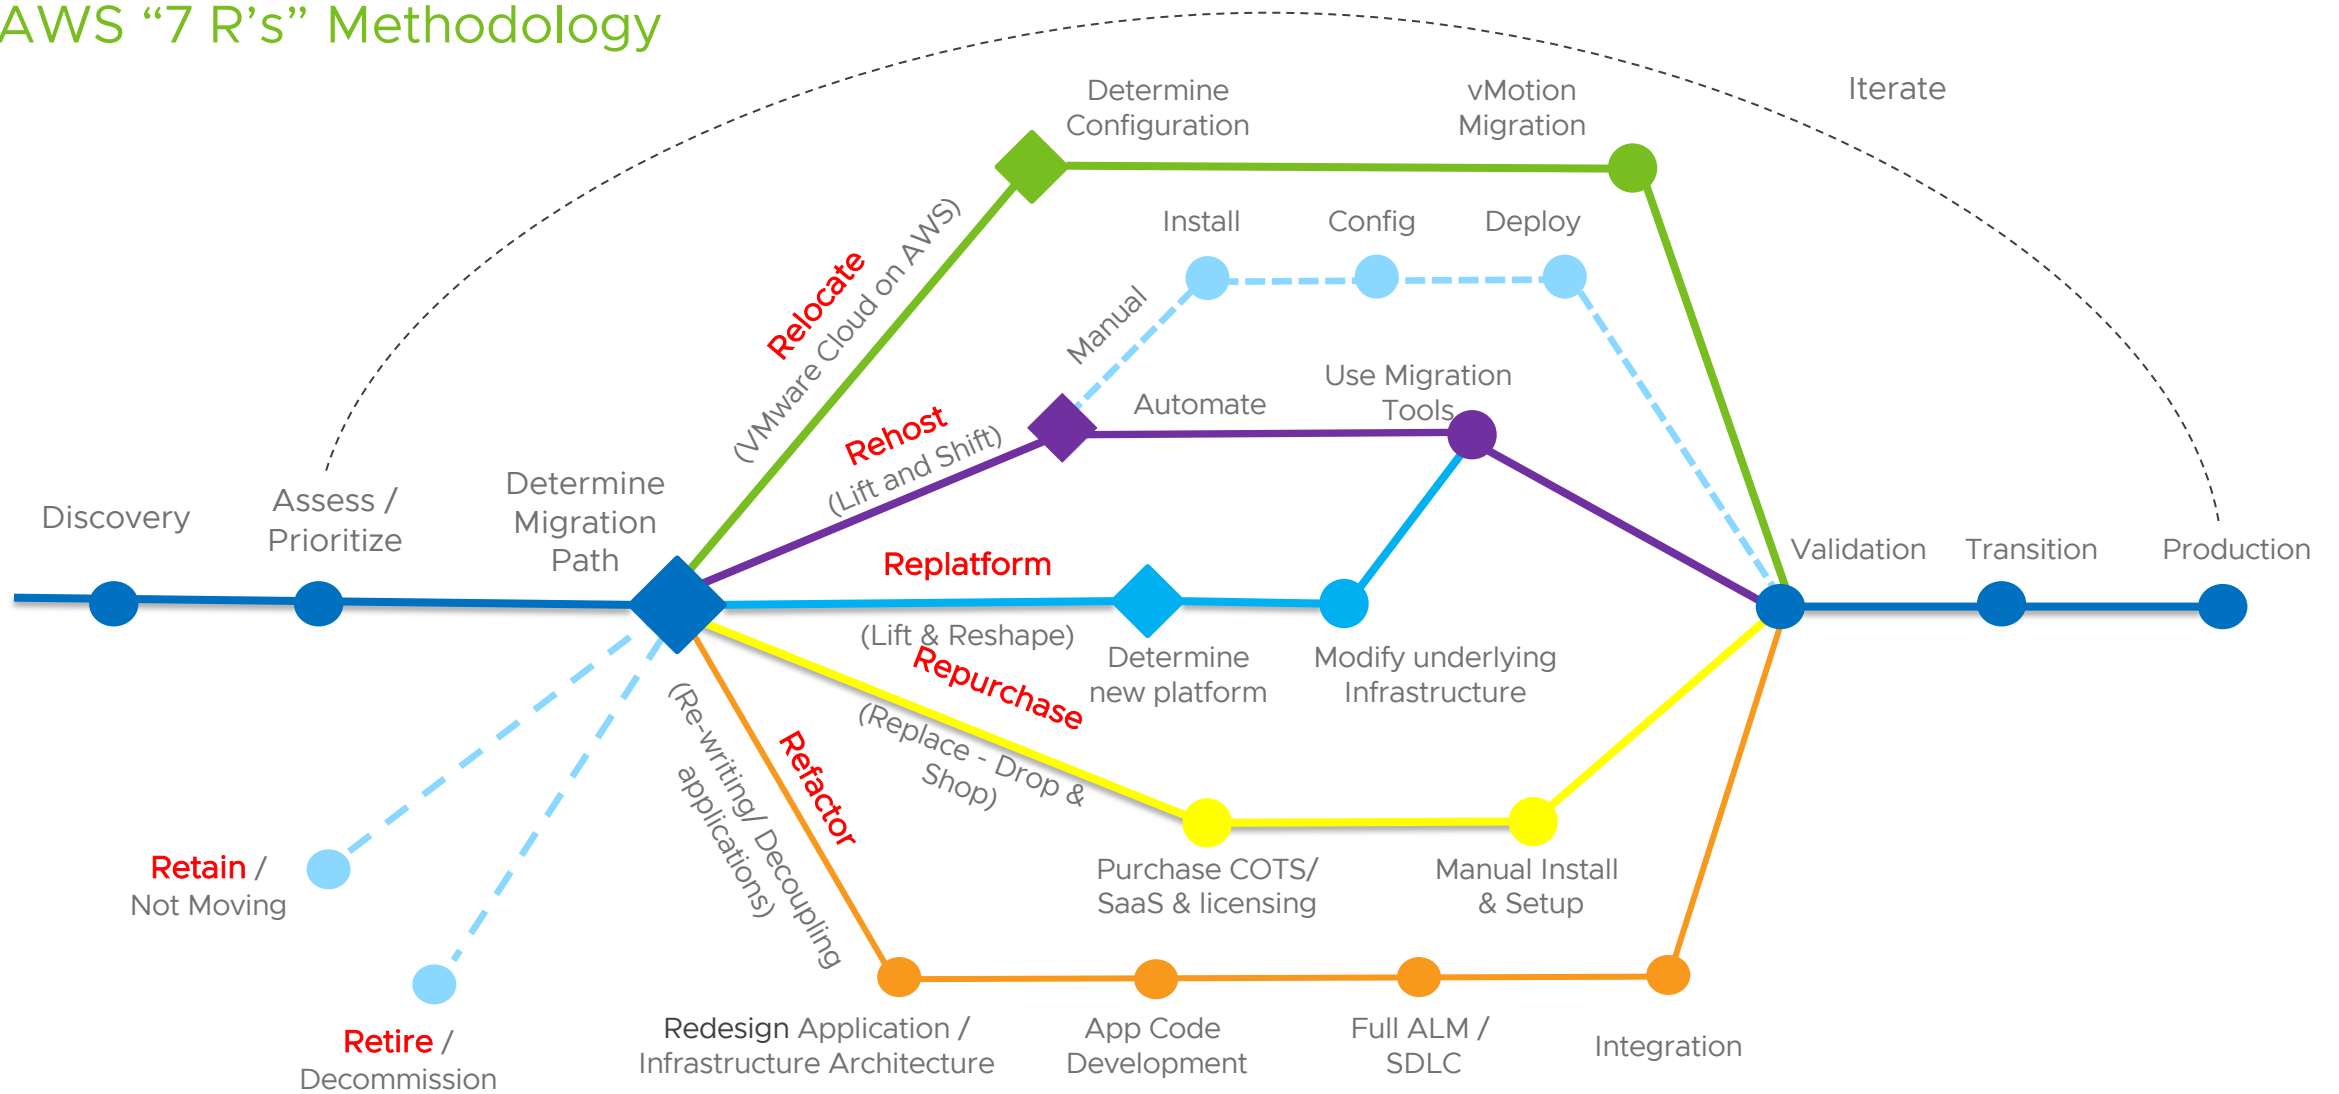 AWS “7 R’s” Methodology
Iterate
Determine
Configuration
vMotion
Migration
Install
Config
Deploy
Relocate
(VMware Cloud on AWS)
Manual
Automate
Use Migration
Tools
Rehost
(Lift and Shift)
Discovery
Assess /
Prioritize
Determine
Migration
Path
Replatform
(Lift & Reshape)
Determine
new platform
Modify underlying
Infrastructure
Validation
Transition
Production
Repurchase
(Replace - Drop &
Shop)
Refactor
(Re-writing/ Decoupling
applications)
Retain /
Not Moving
Purchase COTS/
SaaS & licensing
Manual Install
& Setup
Retire /
Decommission
Redesign Application /
Infrastructure Architecture
App Code
Development
Full ALM /
SDLC
Integration